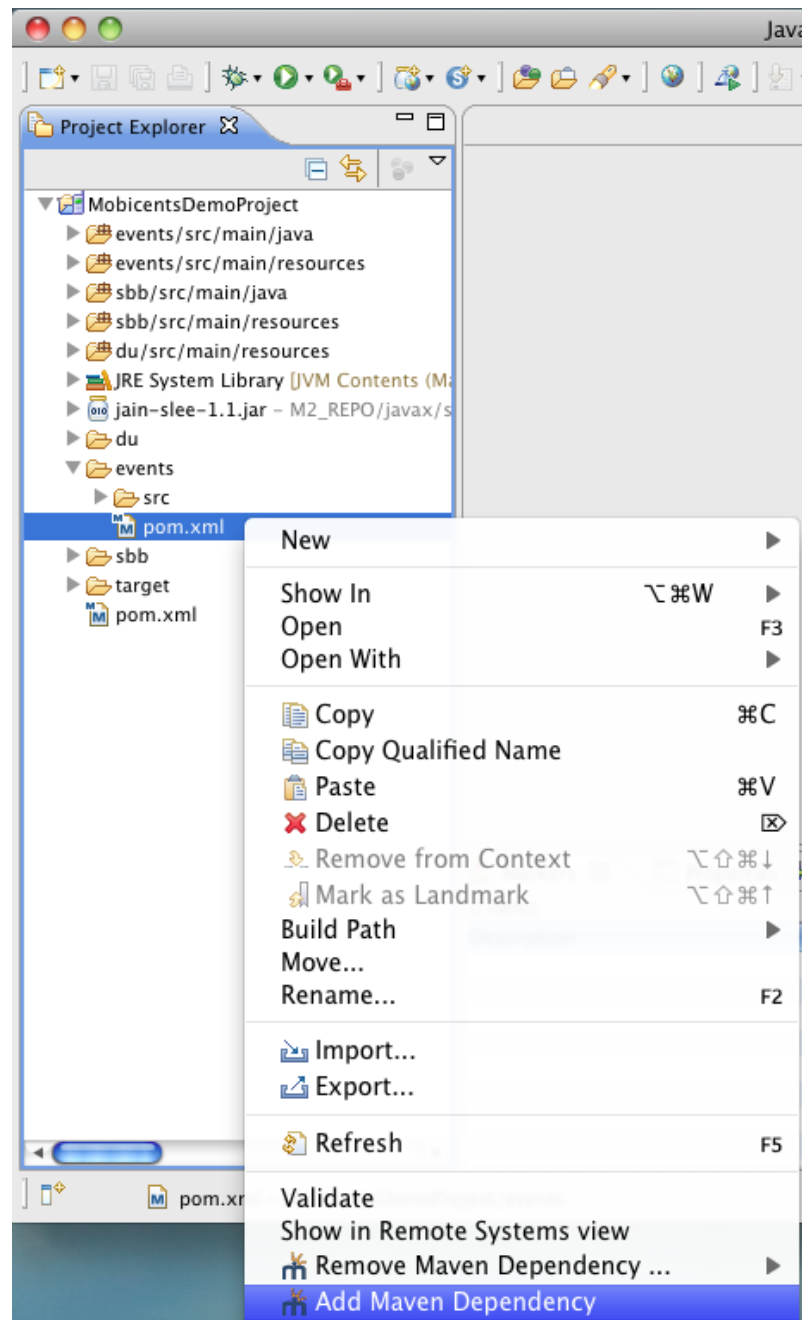 Java
Project Explorer
MobicentsDemoProject
events/src/main/java
events/src/main/resources
sbb/src/main/java
sbb/src/main/resources
du/src/main/resources
JRE System Library [JVM Contents (Ma
jain-slee-1.1.jar - M2_REPO/javax/s
du
events
src
pom.xml
sbb
target
pom.xml
New
Show In ⌥⌘W
Open F3
Open With
Copy ⌘C
Copy Qualified Name
Paste ⌘V
Delete ⌦
Remove from Context ⌥⇧⌘↓
Mark as Landmark ⌥⇧⌘↑
Build Path
Move...
Rename... F2
Import...
Export...
Refresh F5
Validate
Show in Remote Systems view
Remove Maven Dependency ...
Add Maven Dependency
pom.xr